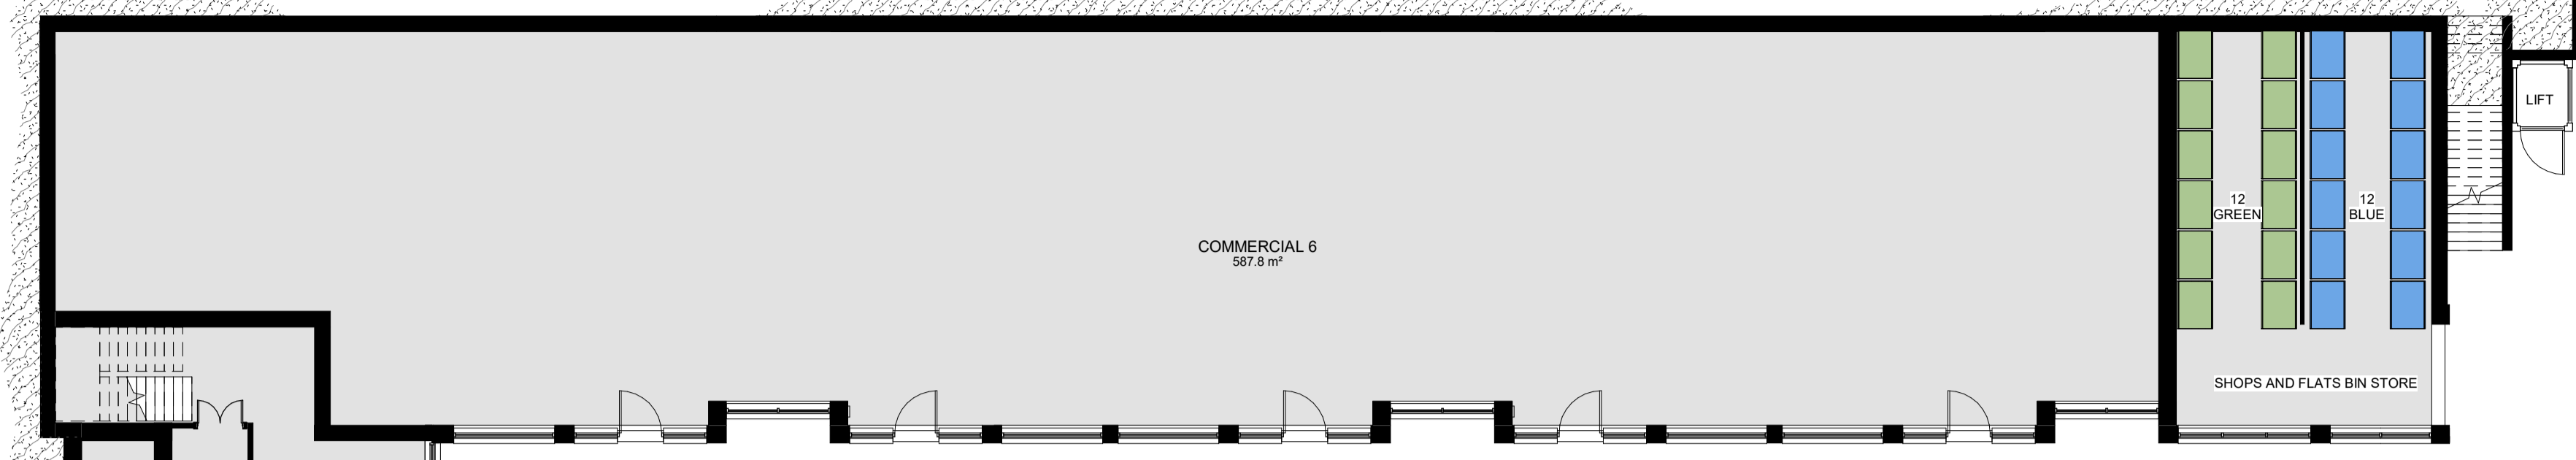 LIFT
12
GREEN
12
BLUE
COMMERCIAL 6
587.8 m²
SHOPS AND FLATS BIN STORE